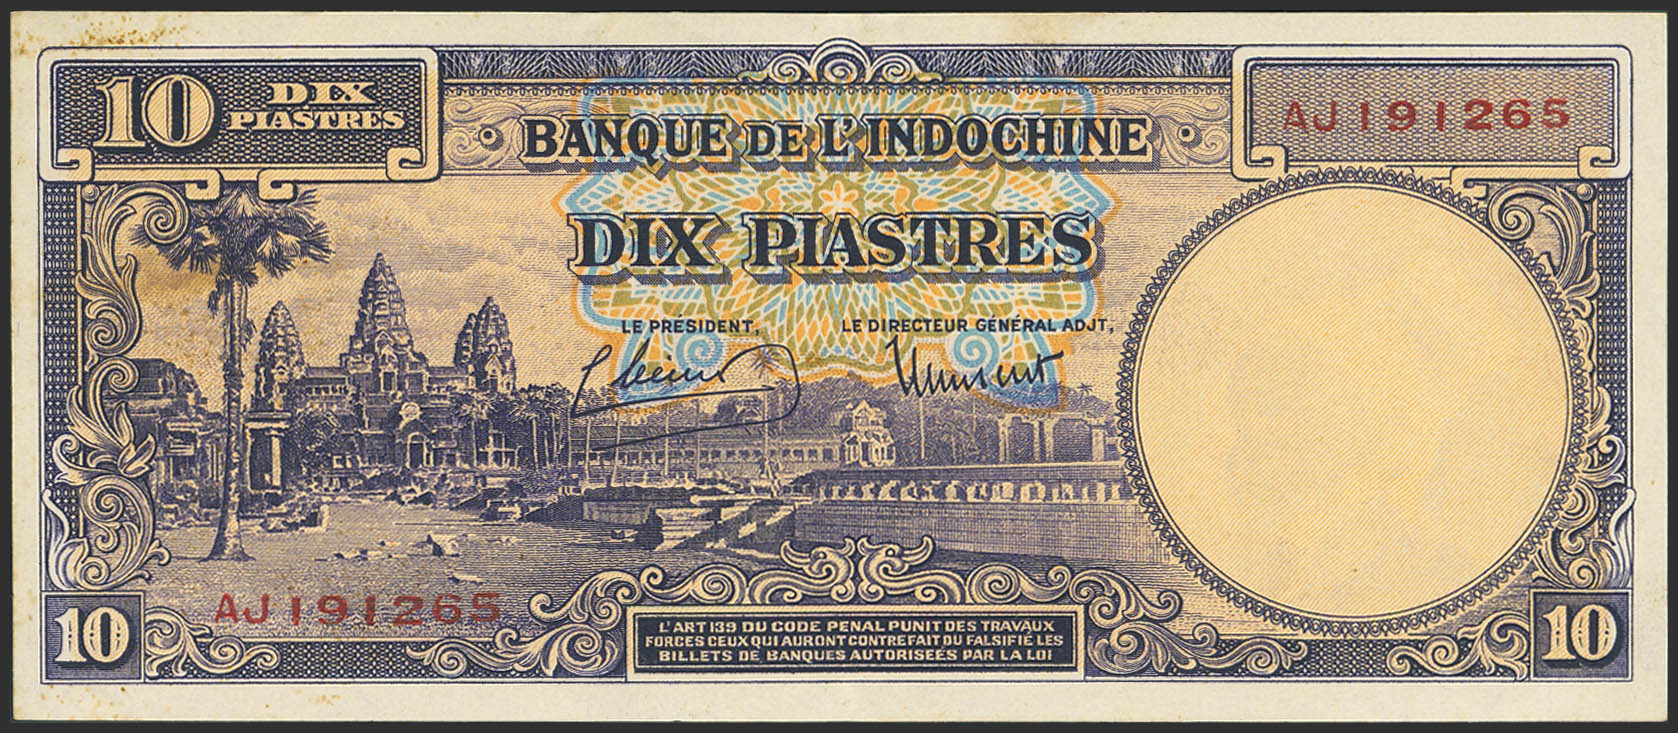 10 DIX
PIASTRES
AJ 191265
BANQUE DE L'INDOCHINE
DIX PIASTRES
LE PRÉSIDENT,
LE DIRECTEUR GÉNÉRAL ADJT,
AJ 191265
10
L'ART 139 DU CODE PENAL PUNIT DES TRAVAUX
FORCES CEUX QUI AURONT CONTREFAIT OU FALSIFIÉ LES
BILLETS DE BANQUES AUTORISEÉS PAR LA LOI
10